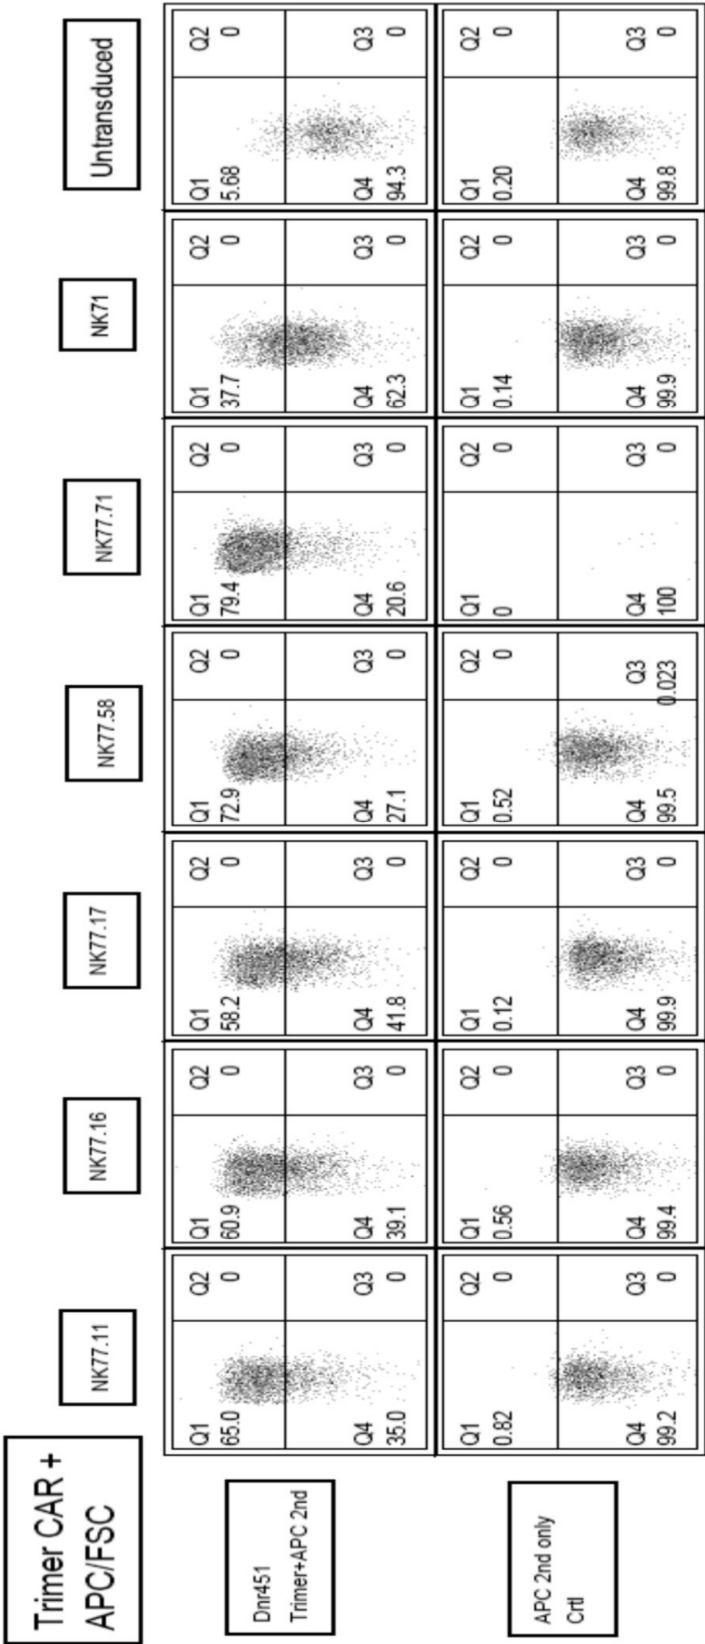 Trimer CAR +
APC/FSC
NK77.11
NK77.16
NK77.17
NK77.58
NK77.71
NK71
Untransduced
Dnr451
Trimer+APC 2nd
Q1
65.0
Q2
0
Q4
35.0
Q3
0
Q1
60.9
Q2
0
Q4
39.1
Q3
0
Q1
58.2
Q2
0
Q4
41.8
Q3
0
Q1
72.9
Q2
0
Q4
27.1
Q3
0
Q1
79.4
Q2
0
Q4
20.6
Q3
0
Q1
37.7
Q2
0
Q4
62.3
Q3
0
Q1
5.68
Q2
0
Q4
94.3
Q3
0
APC 2nd only
Crtl
Q1
0.82
Q2
0
Q4
99.2
Q3
0
Q1
0.56
Q2
0
Q4
99.4
Q3
0
Q1
0.12
Q2
0
Q4
99.9
Q3
0
Q1
0.52
Q2
0
Q4
99.5
Q3
0.023
Q1
0
Q2
0
Q4
100
Q3
0
Q1
0.14
Q2
0
Q4
99.9
Q3
0
Q1
0.20
Q2
0
Q4
99.8
Q3
0